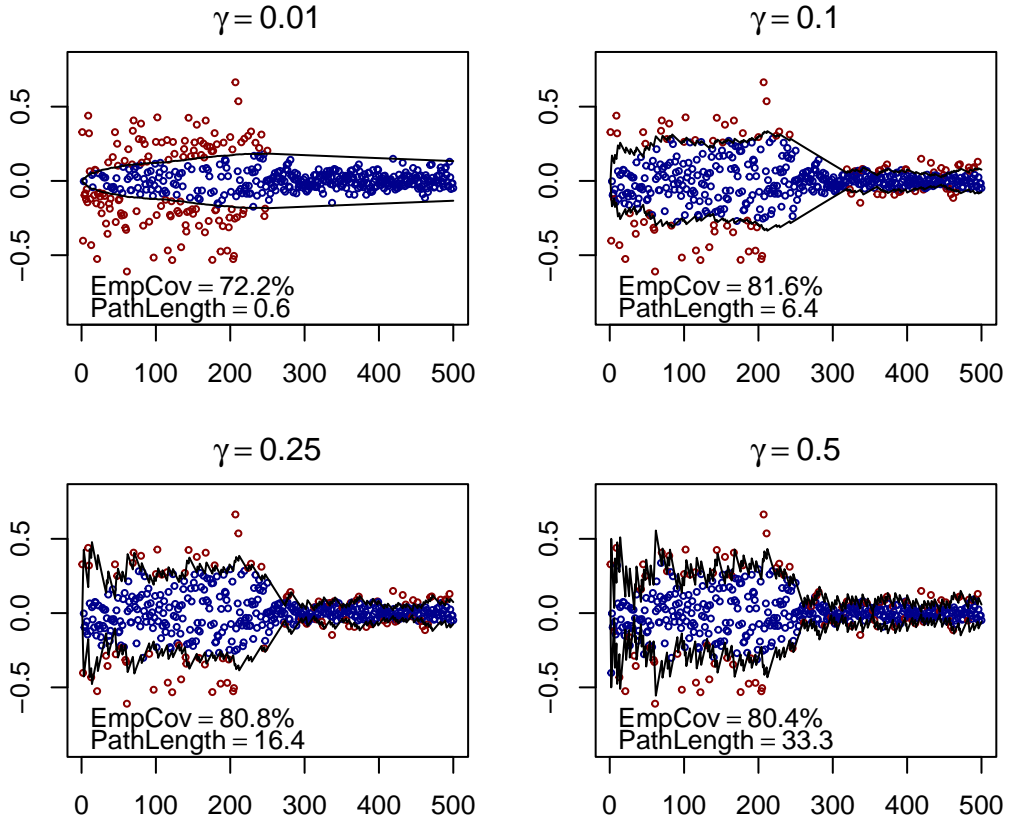 γ = 0.01
0.5
0.0
−0.5
EmpCov = 72.2%
PathLength = 0.6
0 100 200 300 400 500
γ = 0.1
0.5
0.0
−0.5
EmpCov = 81.6%
PathLength = 6.4
0 100 200 300 400 500
γ = 0.25
0.5
0.0
−0.5
EmpCov = 80.8%
PathLength = 16.4
0 100 200 300 400 500
γ = 0.5
0.5
0.0
−0.5
EmpCov = 80.4%
PathLength = 33.3
0 100 200 300 400 500